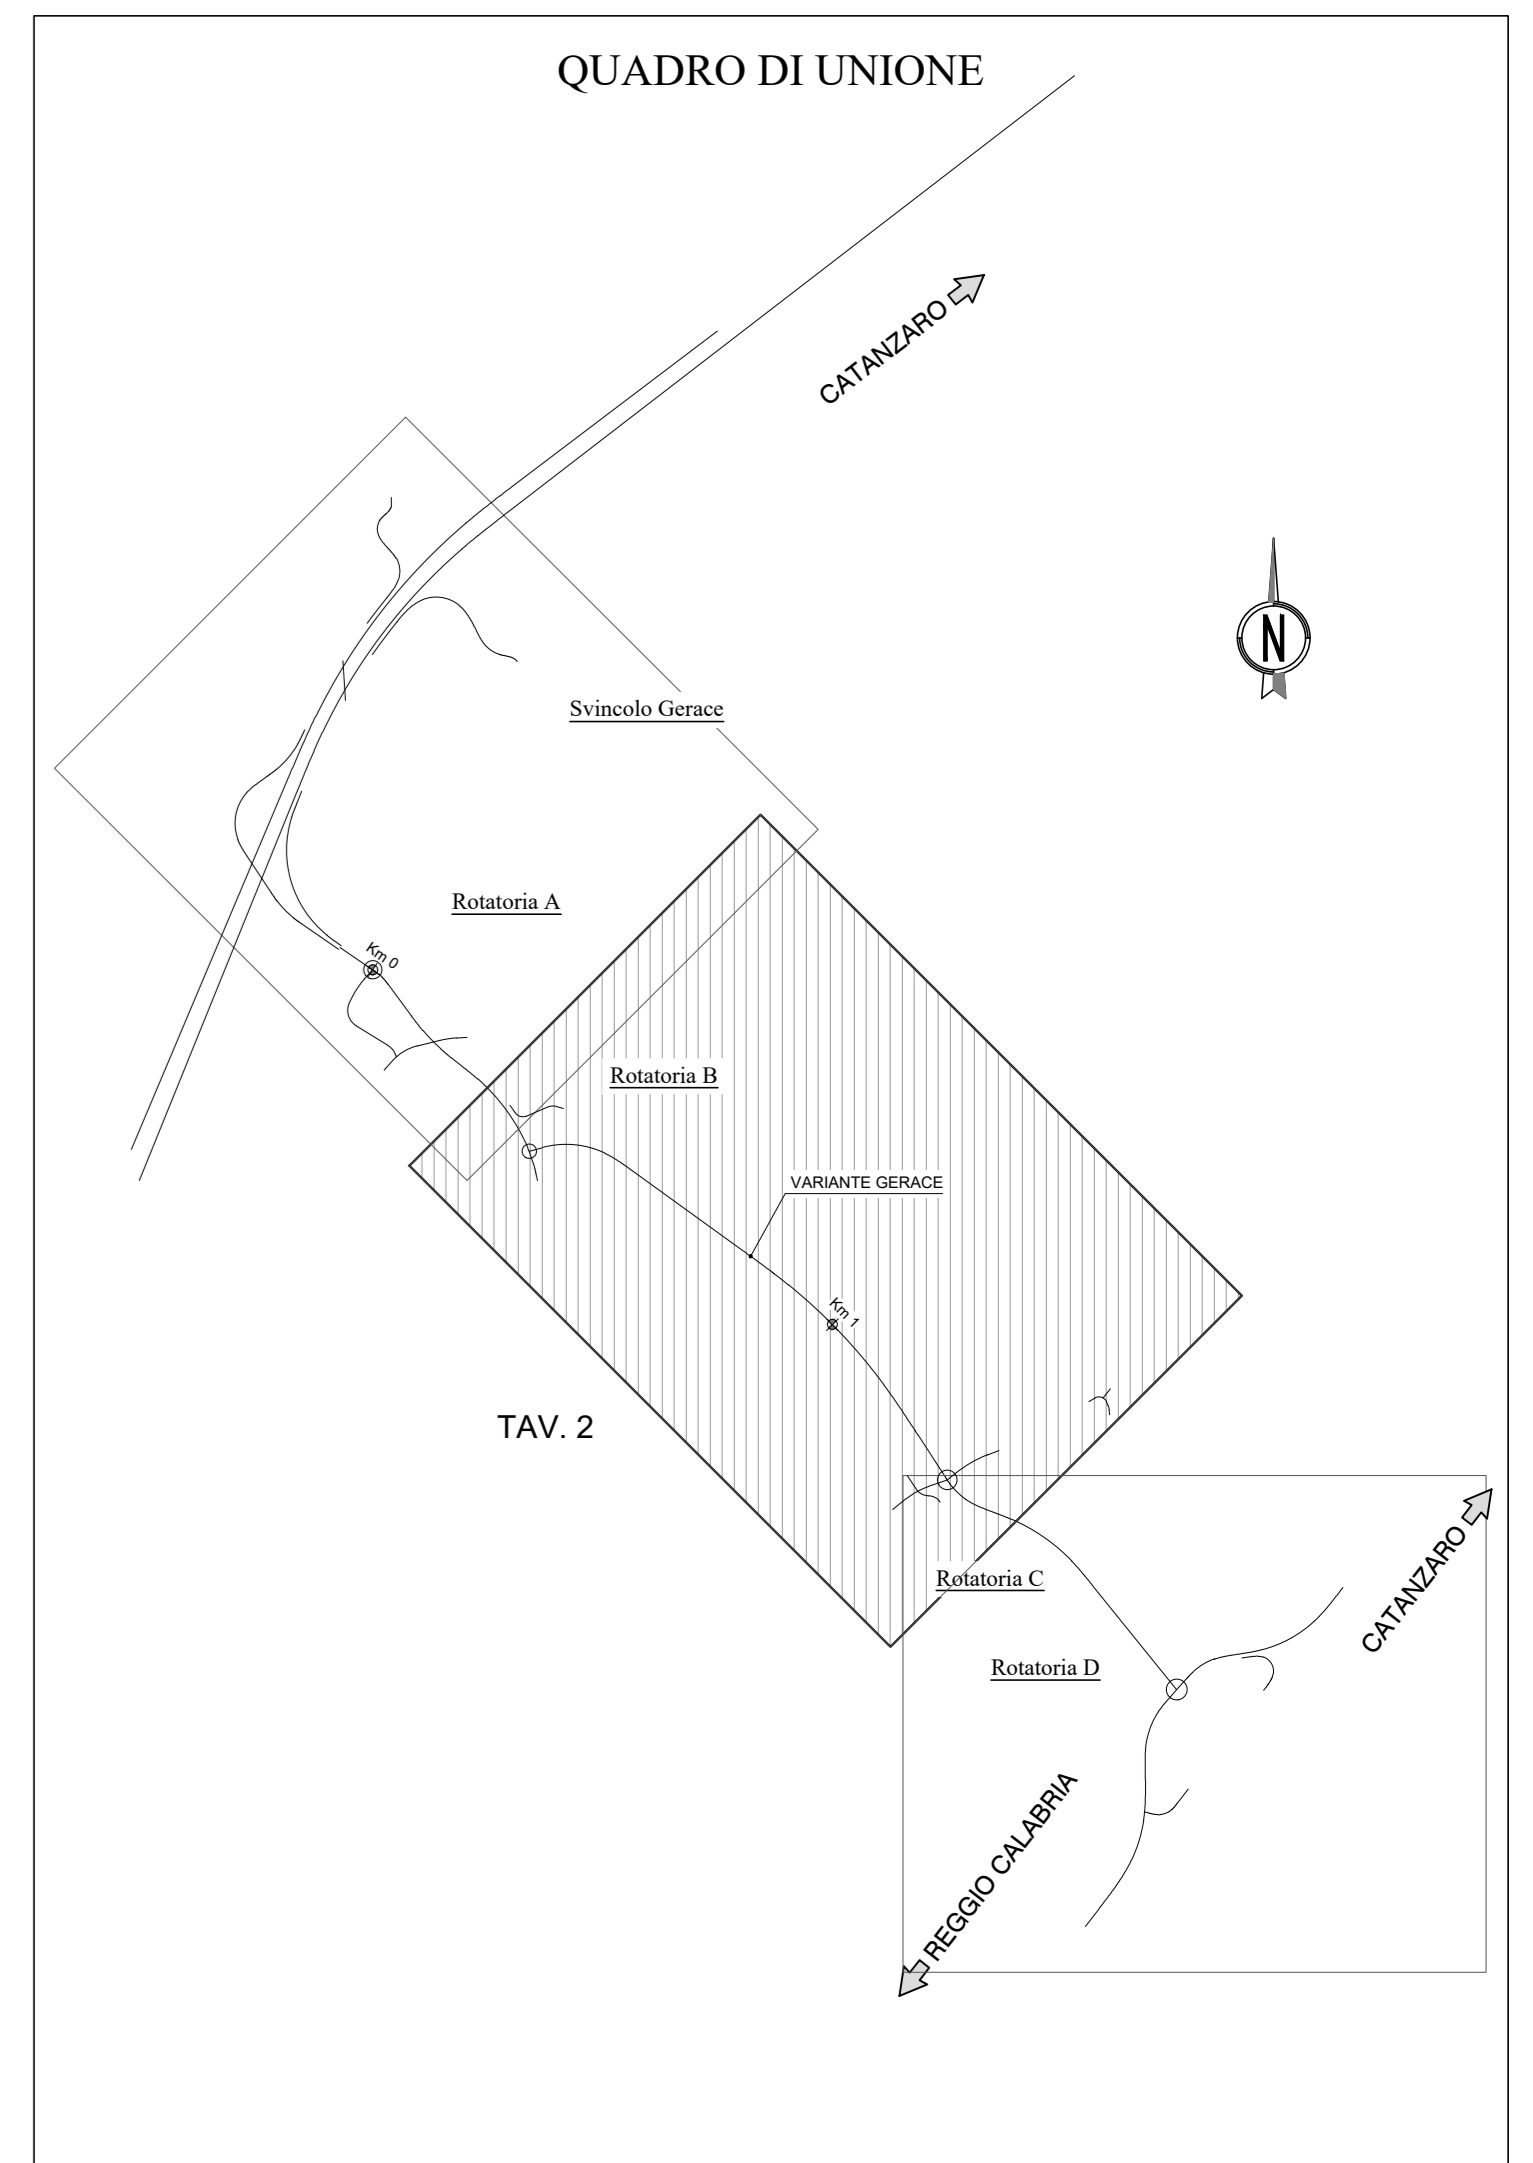 QUADRO DI UNIONE
CATANZARO
N
Svincolo Gerace
Rotatoria A
Km 0
Rotatoria B
VARIANTE GERACE
Km 1
TAV. 2
CATANZARO
Rotatoria C
Rotatoria D
REGGIO CALABRIA